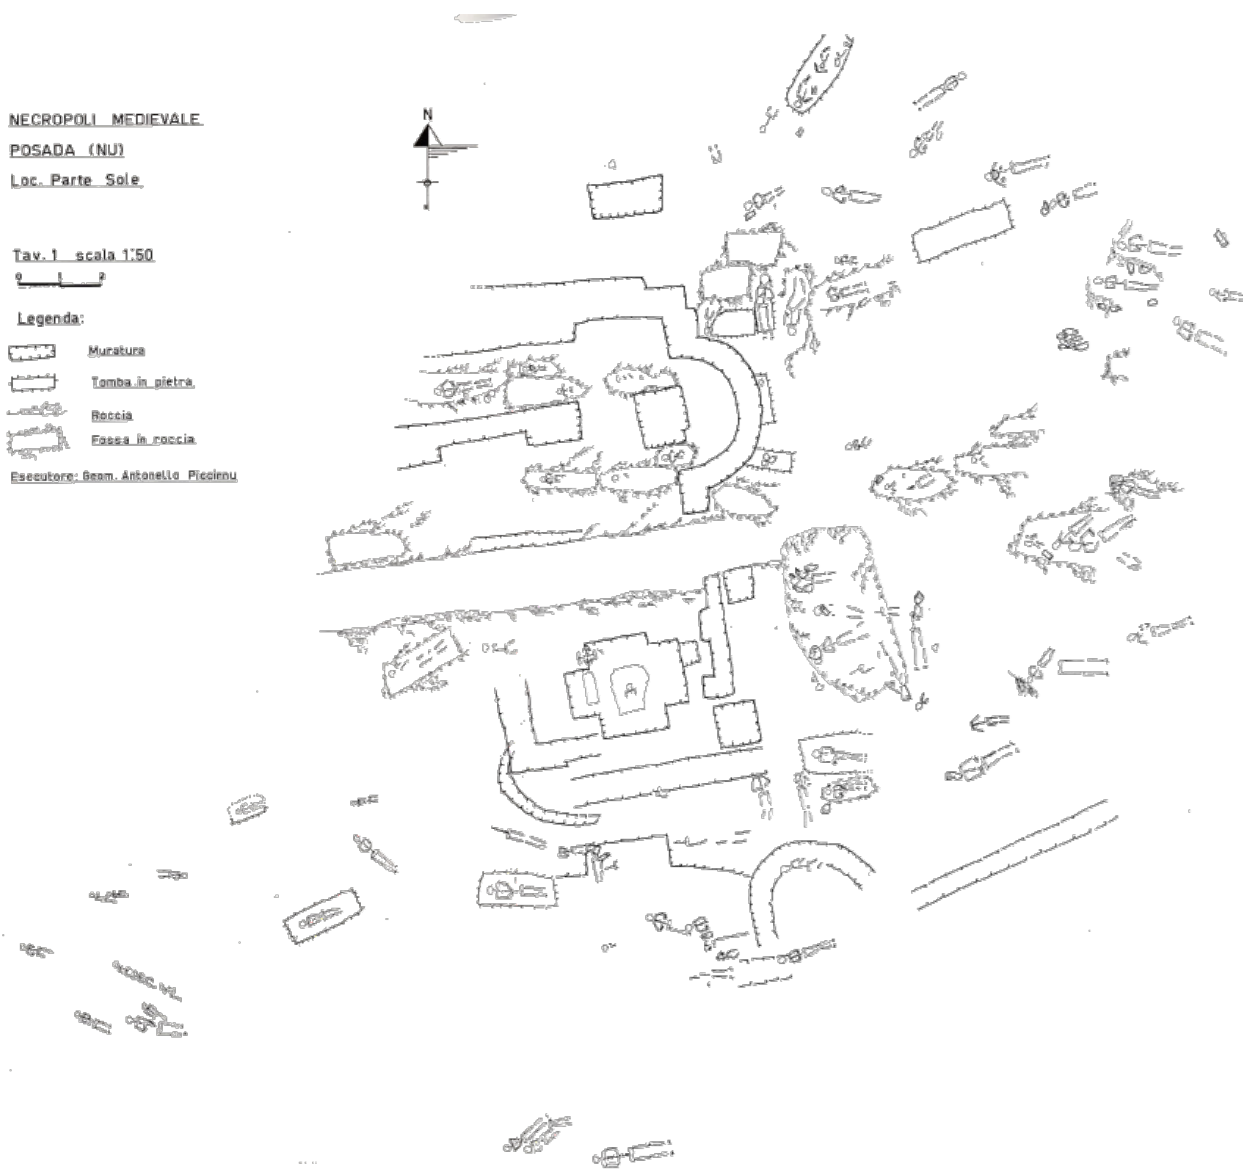 NECROPOLI MEDIEVALE
POSADA (NU)
Loc. Parte Sole
N
Tav. 1 scala 1:50
0 1 2
Legenda:
Muratura
Tomba in pietra
Roccia
Fossa in roccia
Esecutore: Geom. Antonello Piccinnu